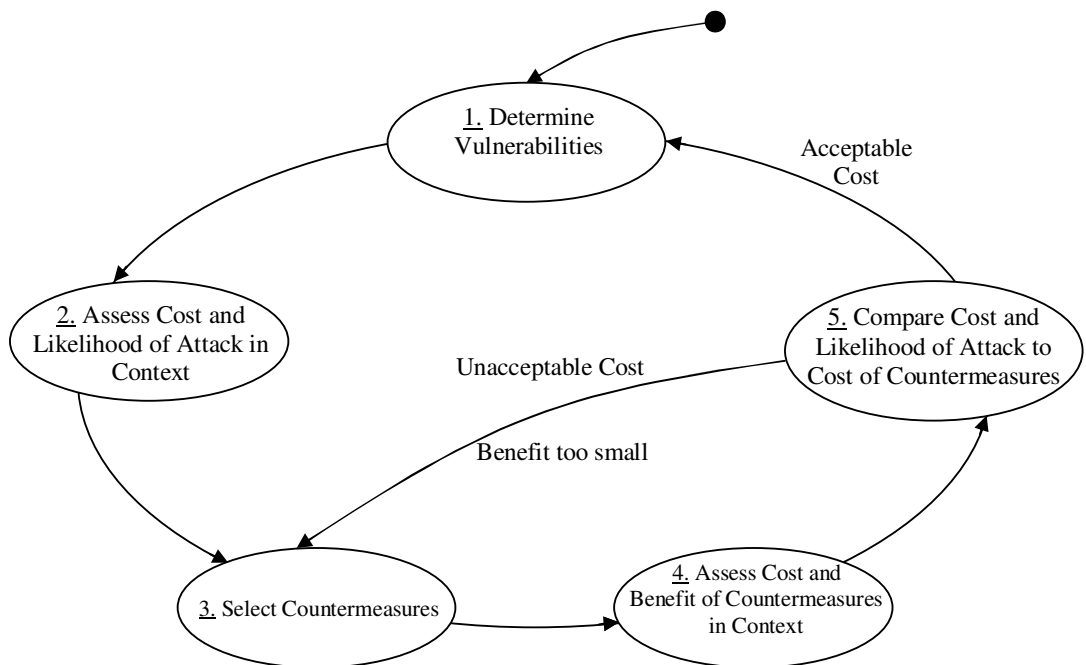 1. Determine
Vulnerabilities
Acceptable
Cost
2. Assess Cost and
Likelihood of Attack in
Context
5. Compare Cost and
Likelihood of Attack to
Cost of Countermeasures
Unacceptable Cost
Benefit too small
3. Select Countermeasures
4. Assess Cost and
Benefit of Countermeasures
in Context